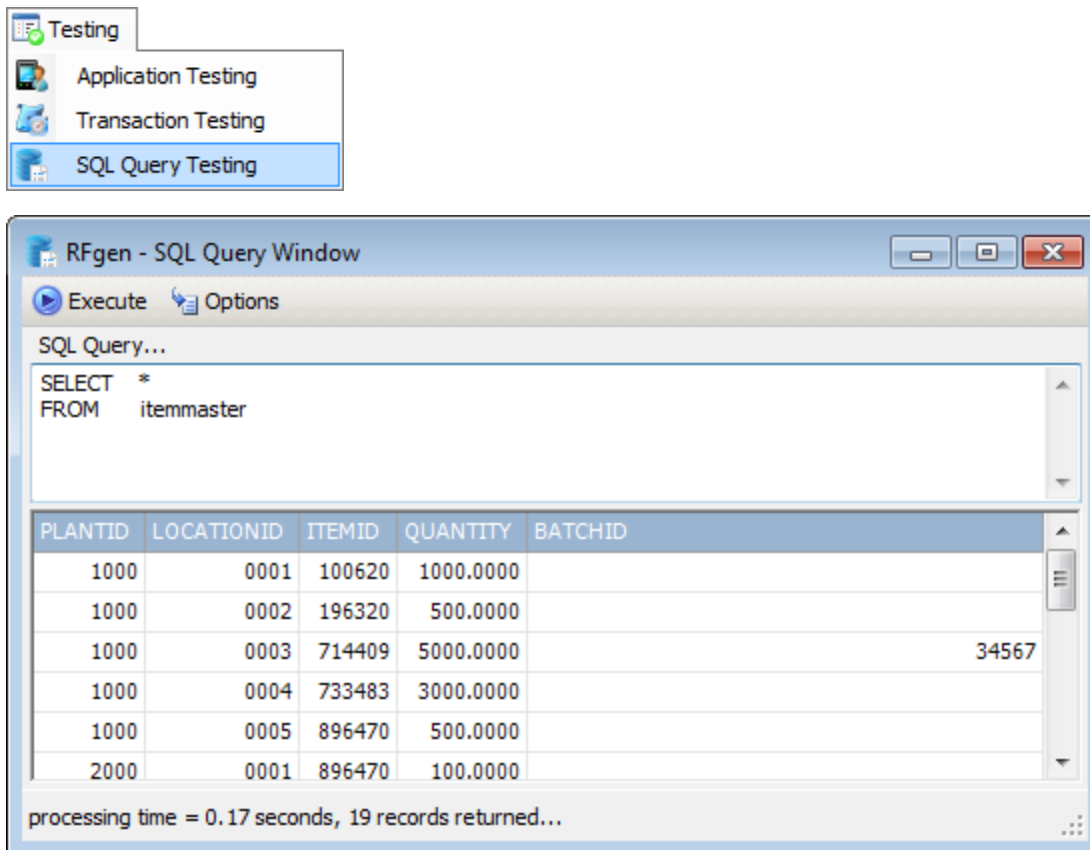 Testing
Application Testing
Transaction Testing
SQL Query Testing
RFgen - SQL Query Window
Execute Options
SQL Query...
SELECT *
FROM itemmaster
PLANTID LOCATIONID ITEMID QUANTITY BATCHID
1000 0001 100620 1000.0000
1000 0002 196320 500.0000
1000 0003 714409 5000.0000 34567
1000 0004 733483 3000.0000
1000 0005 896470 500.0000
2000 0001 896470 100.0000
processing time = 0.17 seconds, 19 records returned...